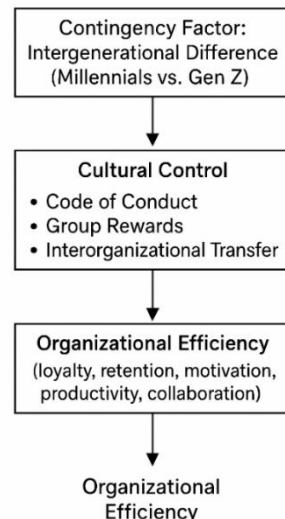 Contingency Factor:
Intergenerational Difference
(Millennials vs. Gen Z)
Cultural Control
• Code of Conduct
• Group Rewards
• Interorganizational Transfer
Organizational Efficiency
(loyalty, retention, motivation,
productivity, collaboration)
Organizational
Efficiency